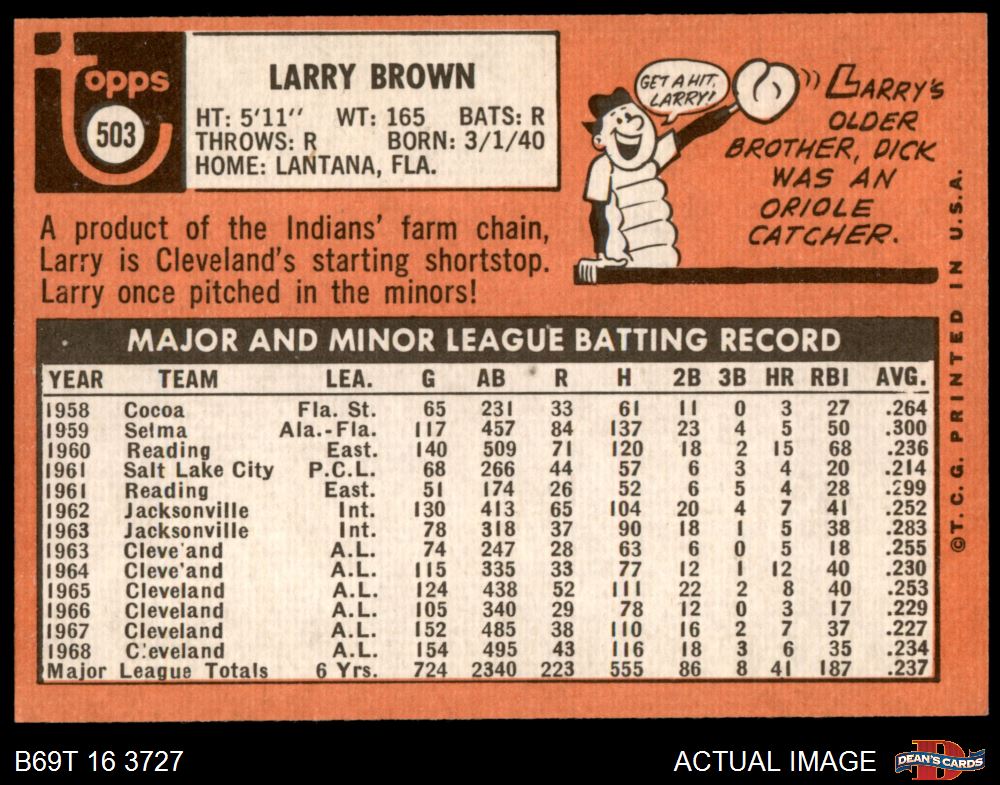 Topps
503
LARRY BROWN
HT: 5'11" WT: 165 BATS: R
THROWS: R BORN: 3/1/40
HOME: LANTANA, FLA.
GET A HIT,
LARRY!
LARRY'S
OLDER
BROTHER, DICK
WAS AN
ORIOLE
CATCHER.
A product of the Indians' farm chain,
Larry is Cleveland's starting shortstop.
Larry once pitched in the minors!
MAJOR AND MINOR LEAGUE BATTING RECORD
YEAR TEAM LEA. G AB R H 2B 3B HR RBI AVG.
1958 Cocoa Fla. St. 65 231 33 61 11 0 3 27 .264
1959 Selma Ala.-Fla. 117 457 84 137 23 4 5 50 .300
1960 Reading East. 140 509 71 120 18 2 15 68 .236
1961 Salt Lake City P.C.L. 68 266 44 57 6 3 4 20 .214
1961 Reading East. 51 174 26 52 6 5 4 28 .299
1962 Jacksonville Int. 130 413 65 104 20 4 7 41 .252
1963 Jacksonville Int. 78 318 37 90 18 1 5 38 .283
1963 Cleve'and A.L. 74 247 28 63 6 0 5 18 .255
1964 Cleve'and A.L. 115 335 33 77 12 1 12 40 .230
1965 Cleveland A.L. 124 438 52 111 22 2 8 40 .253
1966 Cleveland A.L. 105 340 29 78 12 0 3 17 .229
1967 Cleveland A.L. 152 485 38 110 16 2 7 37 .227
1968 C:eveland A.L. 154 495 43 116 18 3 6 35 .234
Major League Totals 6 Yrs. 724 2340 223 555 86 8 41 187 .237
© T. C. G. PRINTED IN U.S.A.
B69T 16 3727
ACTUAL IMAGE
D
DEAN'S CARDS